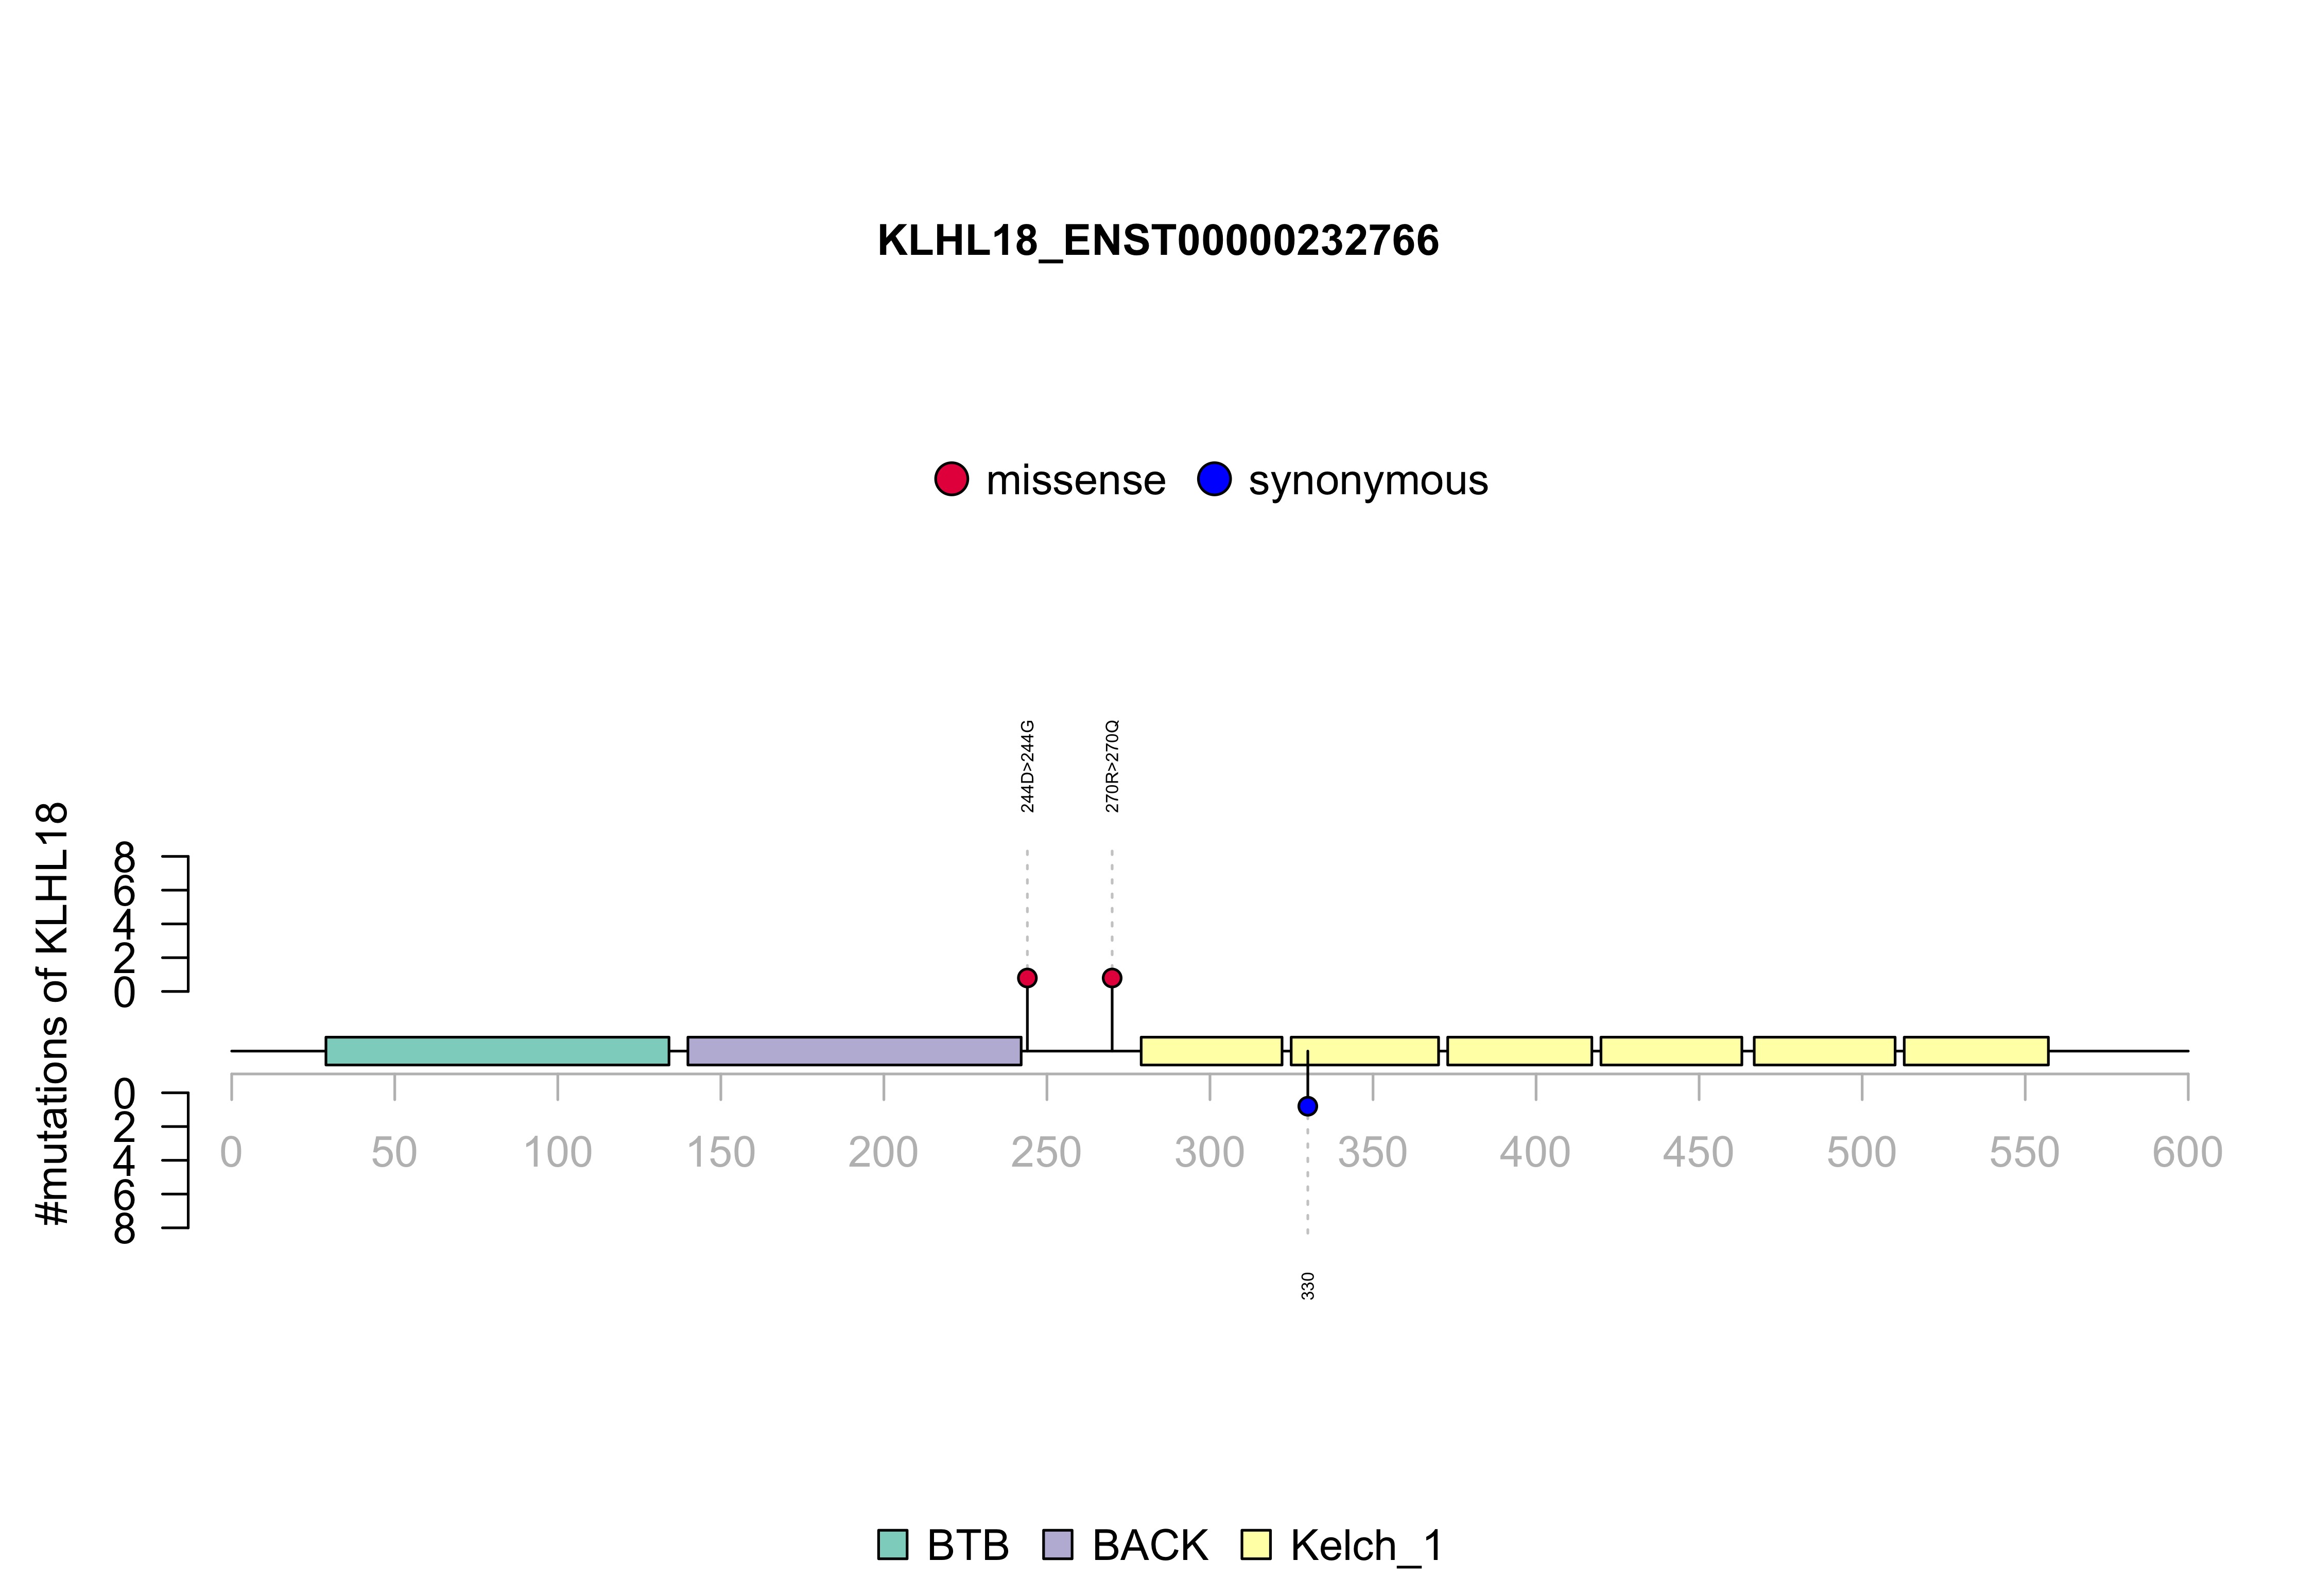 KLHL18_ENST00000232766
missense synonymous
244D>244G
270R>270Q
#mutations of KLHL18
8
6
4
2
0
0
2
4
6
8
0 50 100 150 200 250 300 350 400 450 500 550 600
330
BTB BACK Kelch_1